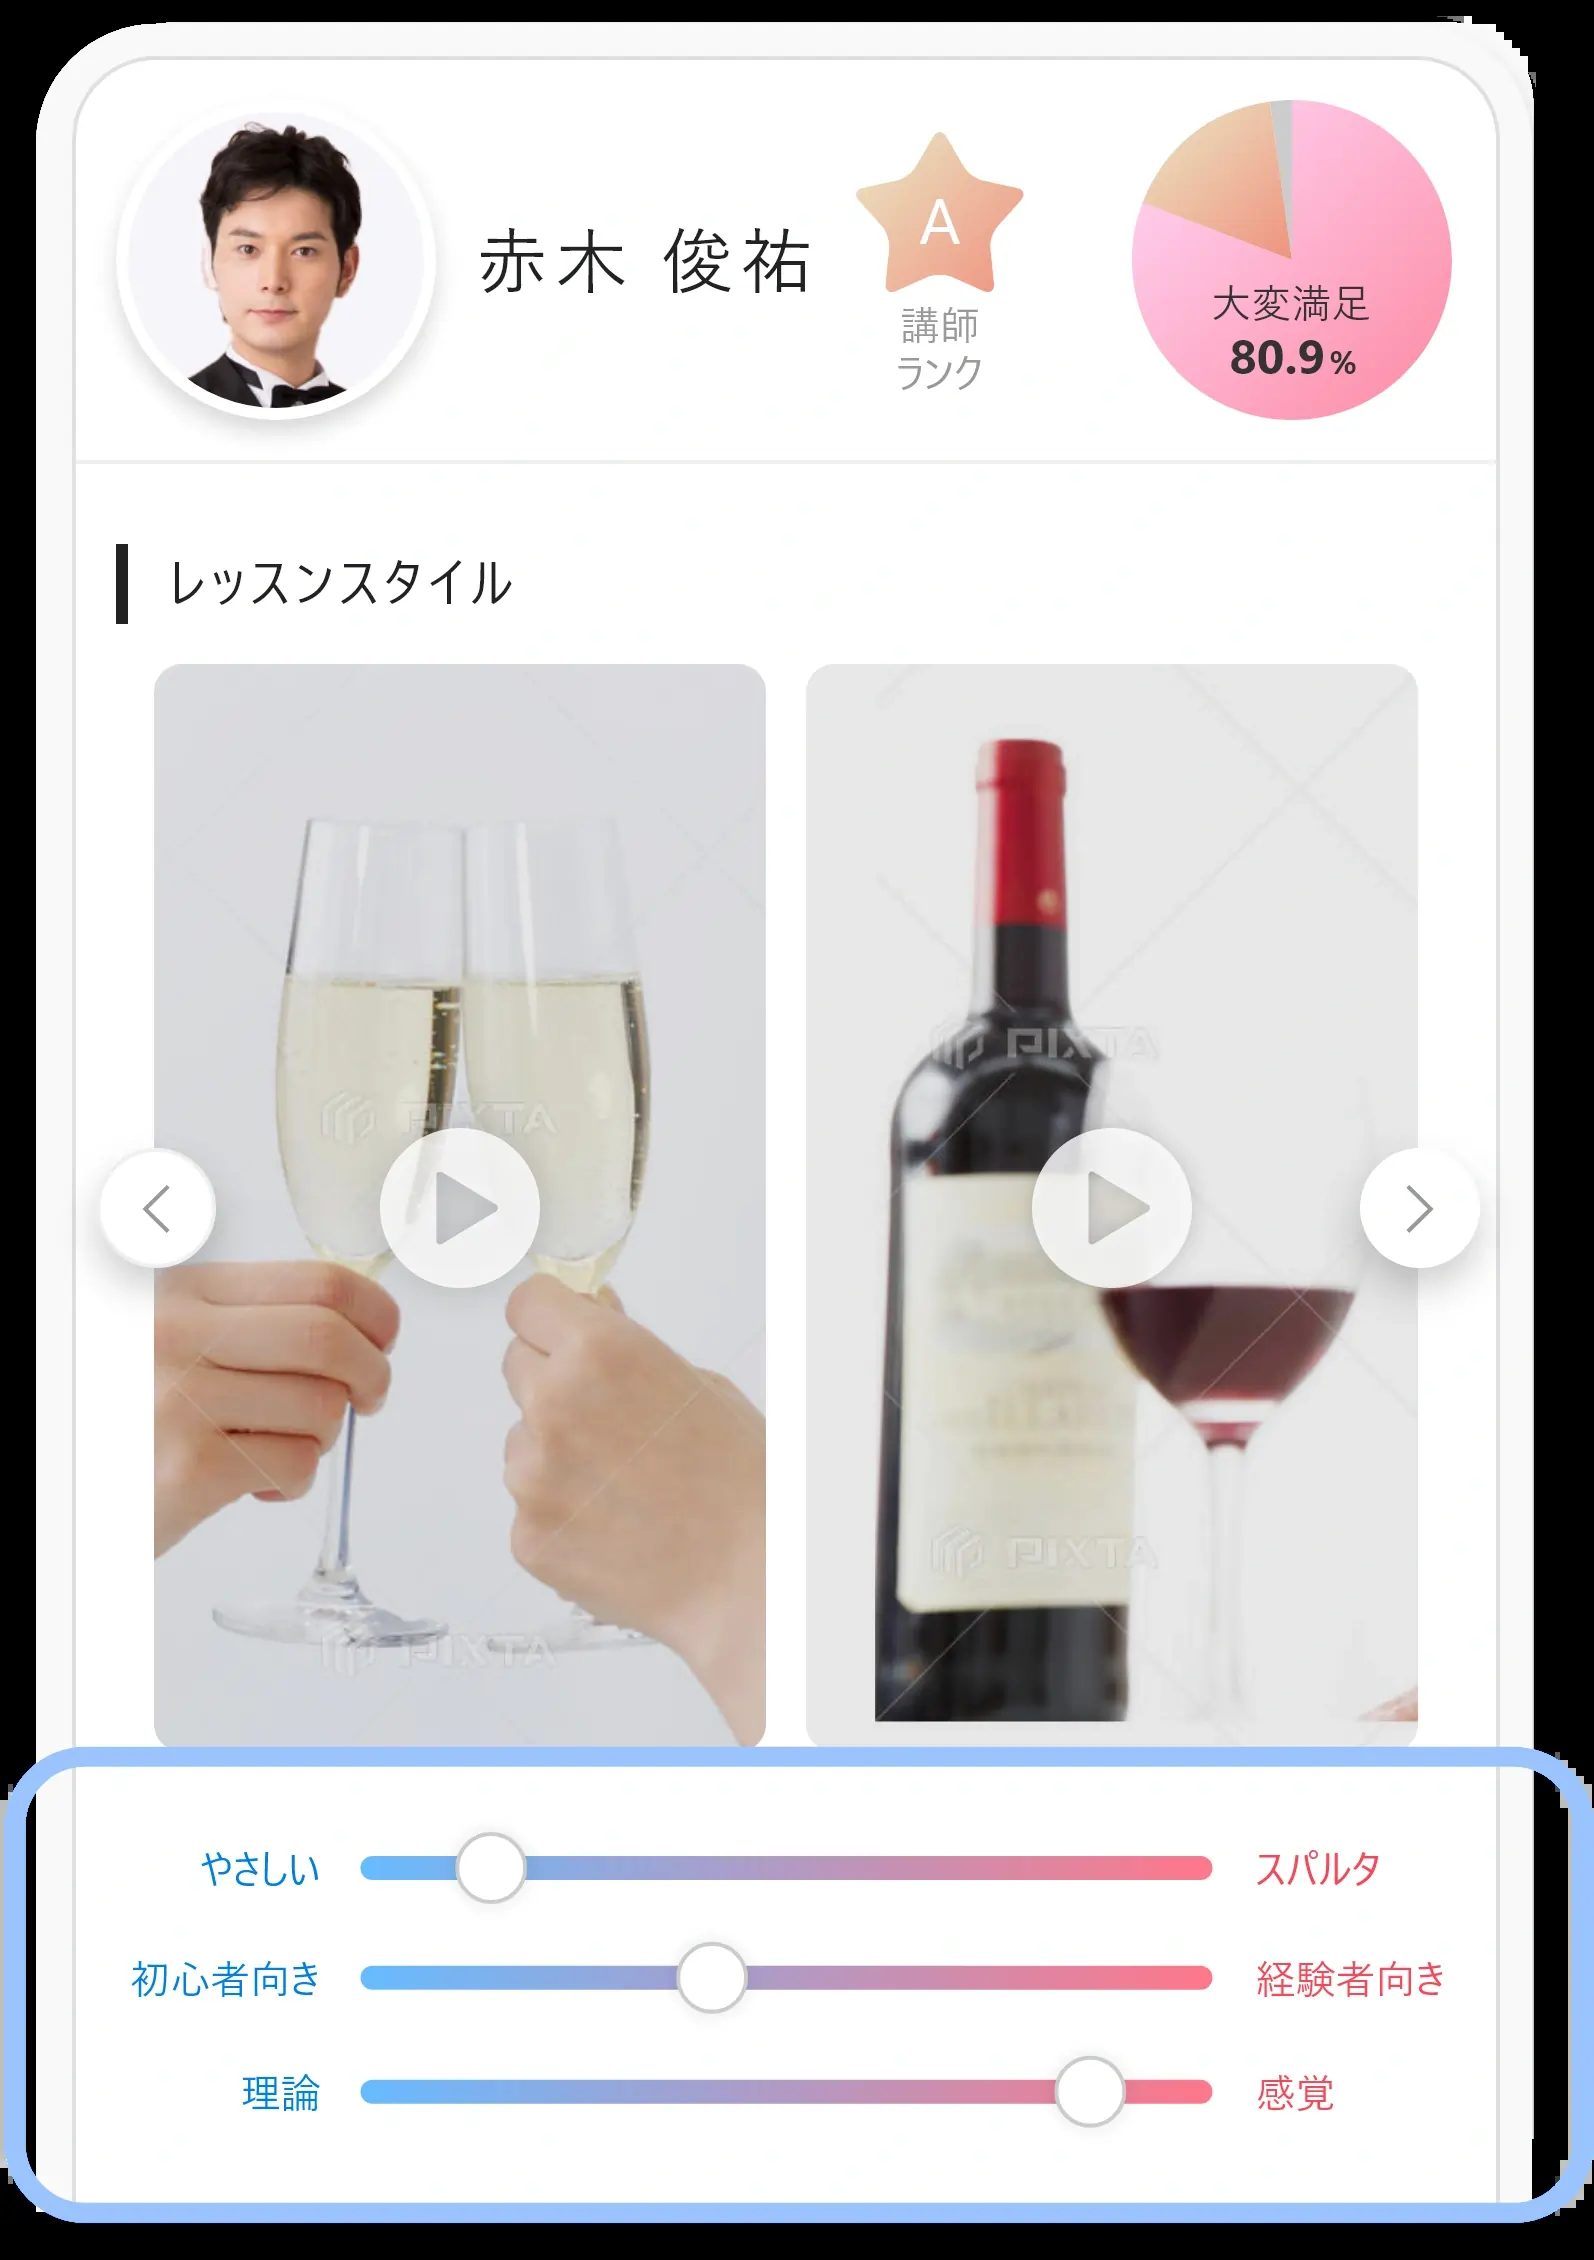 赤木 俊祐
A
講師
ランク
大変満足
80.9%
レッスンスタイル
PIXTA
PIXTA
PIXTA
PIXTA
やさしい
スパルタ
初心者向き
経験者向き
理論
感覚